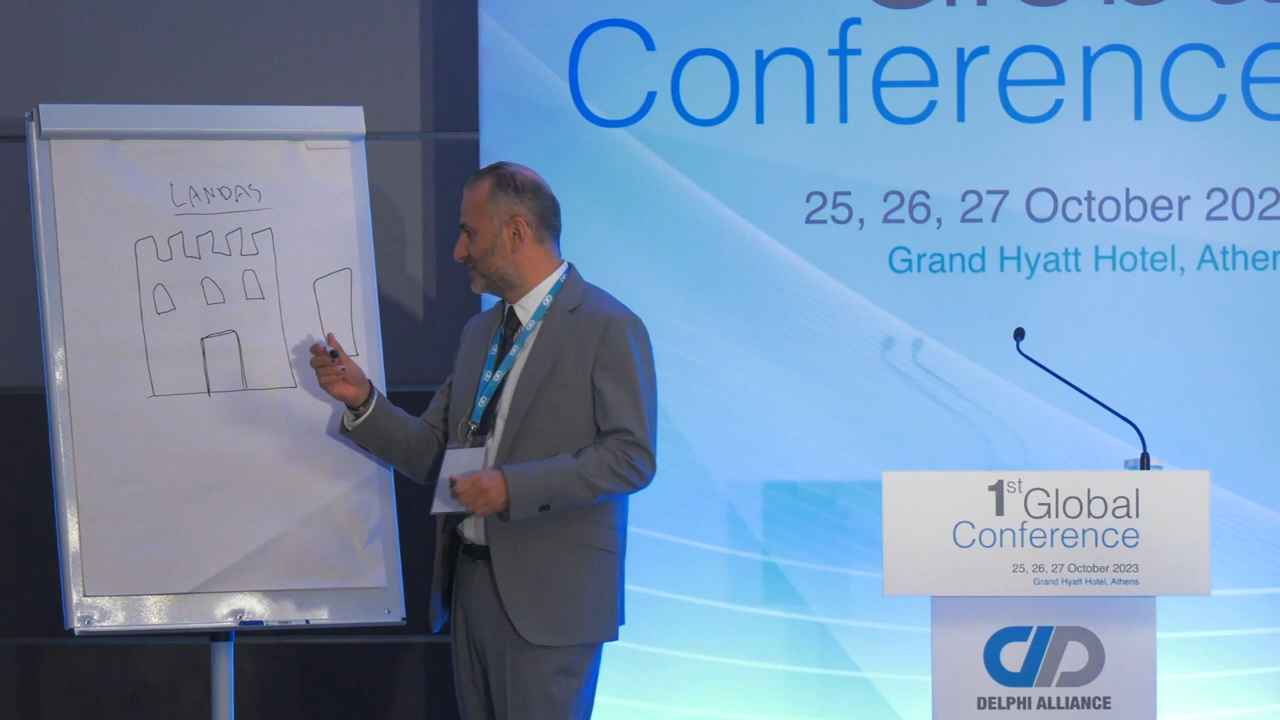 LANDAS
Global
Conference
25, 26, 27 October 202
Grand Hyatt Hotel, Athen
1st Global
Conference
25, 26, 27 October 2023
Grand Hyatt Hotel, Athens
DELPHI ALLIANCE